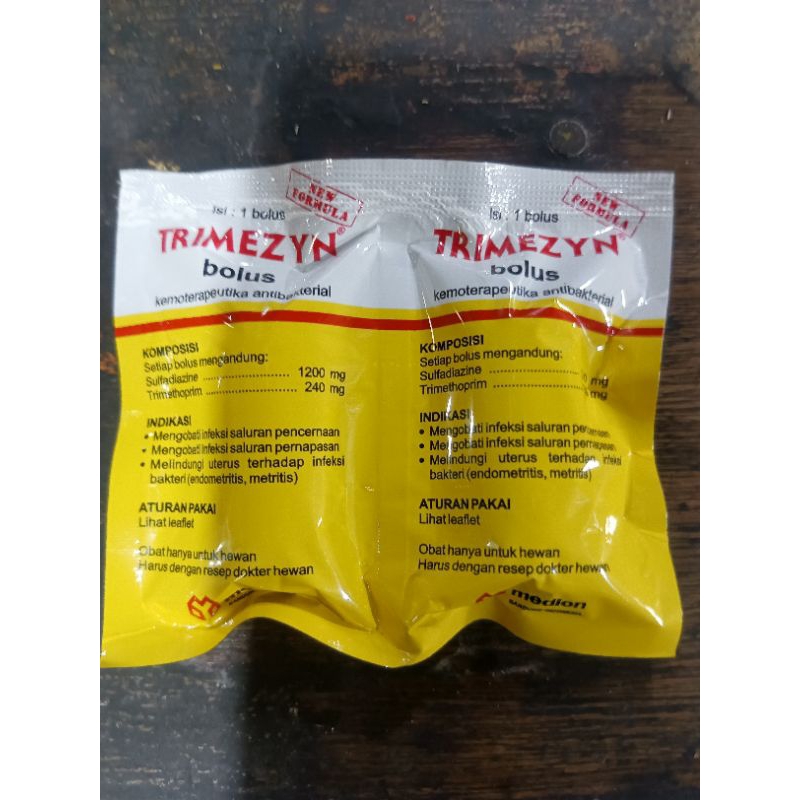 NEW
FORMULA
Isi : 1 bolus
TRIMEZYN®
bolus
kemoterapeutika antibakterial
KOMPOSISI
Setiap bolus mengandung:
Sulfadiazine .......................... 1200 mg
Trimethoprim ....................... 240 mg
INDIKASI
• Mengobati infeksi saluran pencernaan
• Mengobati infeksi saluran pernapasan
• Melindungi uterus terhadap infeksi
bakteri (endometritis, metritis)
ATURAN PAKAI
Lihat leaflet
Obat hanya untuk hewan
Harus dengan resep dokter hewan
NEW
FORMULA
Isi : 1 bolus
TRIMEZYN®
bolus
kemoterapeutika antibakterial
KOMPOSISI
Setiap bolus mengandung:
Sulfadiazine .......................... mg
Trimethoprim .......................... mg
INDIKASI
• Mengobati infeksi saluran pencernaan
• Mengobati infeksi saluran pernapasan
• Melindungi uterus terhadap infeksi
bakteri (endometritis, metritis)
ATURAN PAKAI
Lihat leaflet
Obat hanya untuk hewan
Harus dengan resep dokter hewan
medion